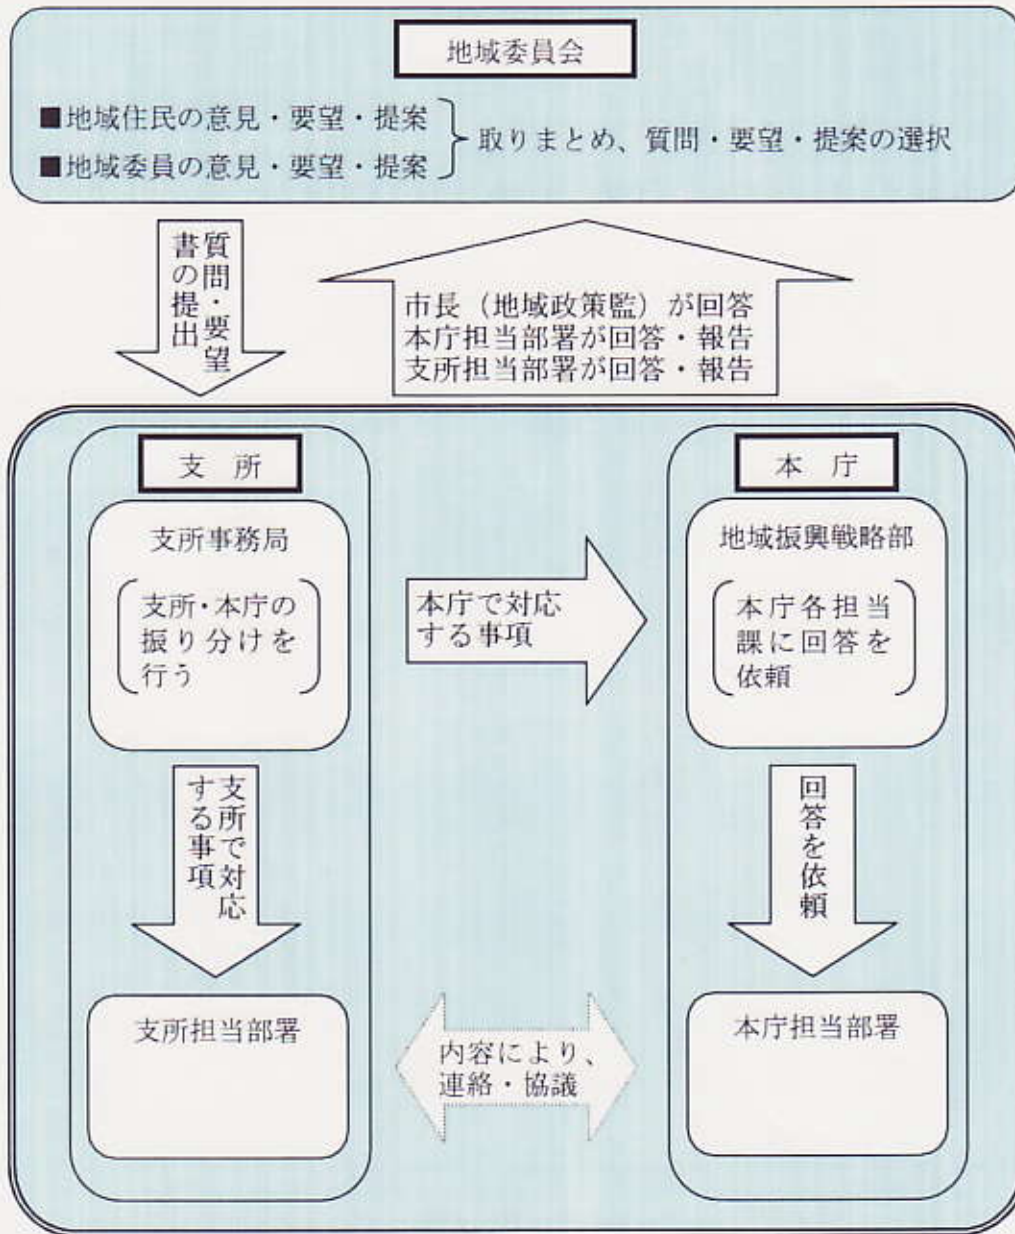 地域委員会
■地域住民の意見・要望・提案
■地域委員の意見・要望・提案
取りまとめ、質問・要望・提案の選択
質問・要望
書の提出
市長（地域政策監）が回答
本庁担当部署が回答・報告
支所担当部署が回答・報告
支 所
支所事務局
支所・本庁の
振り分けを
行う
本庁で対応
する事項
本 庁
地域振興戦略部
本庁各担当
課に回答を
依頼
支所で対応
する事項
回答を依頼
支所担当部署
内容により、
連絡・協議
本庁担当部署